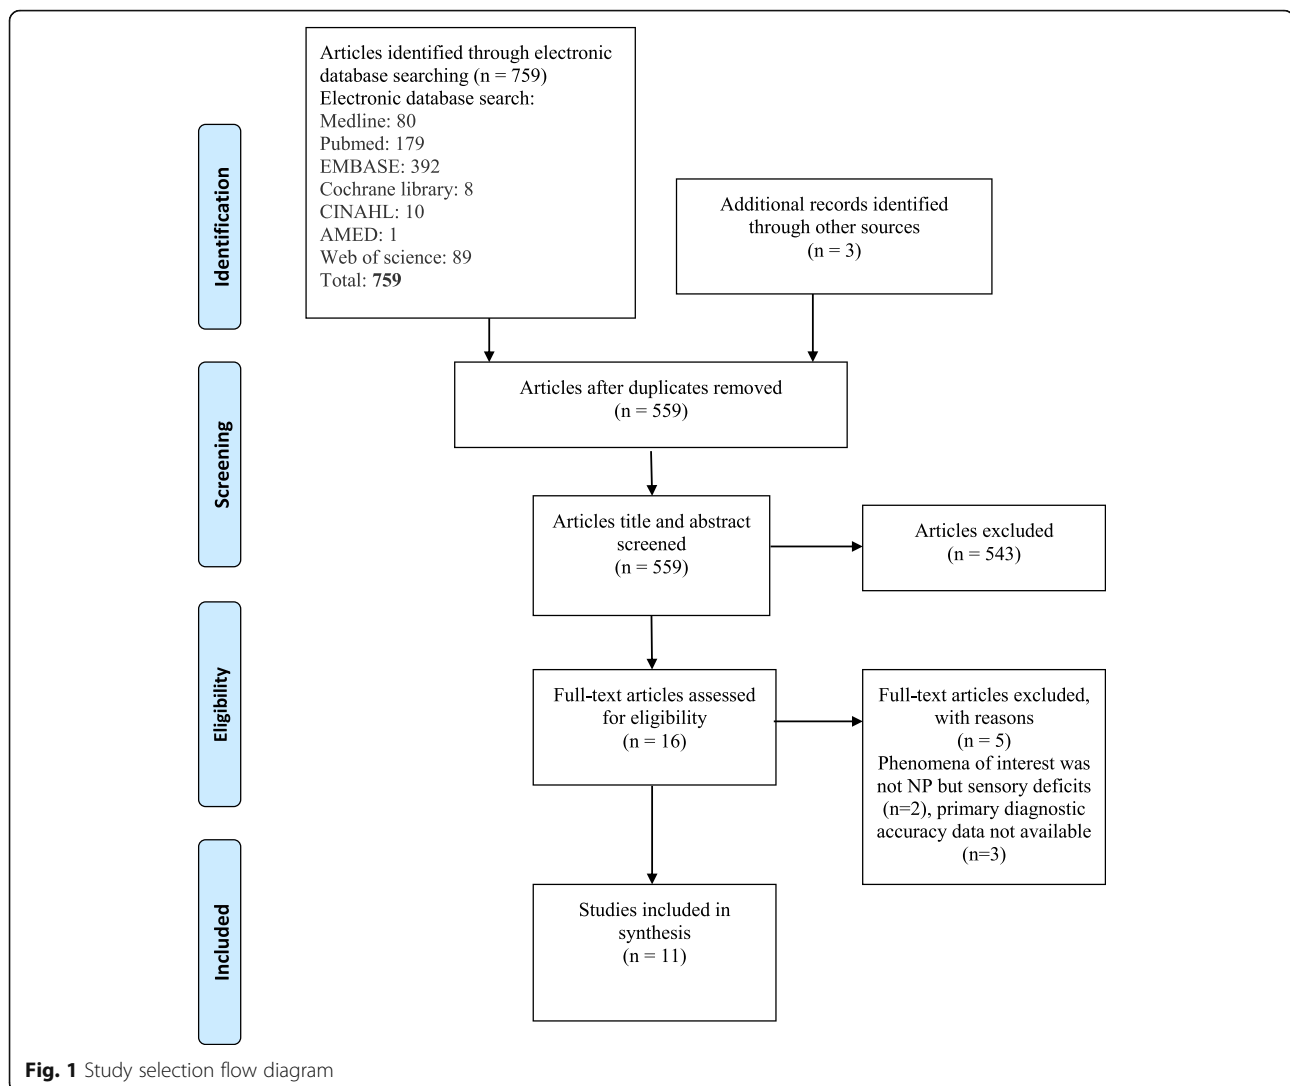 Articles identified through electronic
database searching (n = 759)
Electronic database search:
Medline: 80
Pubmed: 179
EMBASE: 392
Cochrane library: 8
CINAHL: 10
AMED: 1
Web of science: 89
Total: 759
Identification
Additional records identified
through other sources
(n = 3)
Articles after duplicates removed
(n = 559)
Screening
Articles title and abstract
screened
(n = 559)
Articles excluded
(n = 543)
Eligibility
Full-text articles assessed
for eligibility
(n = 16)
Full-text articles excluded,
with reasons
(n = 5)
Phenomena of interest was
not NP but sensory deficits
(n=2), primary diagnostic
accuracy data not available
(n=3)
Included
Studies included in
synthesis
(n = 11)
Fig. 1 Study selection flow diagram